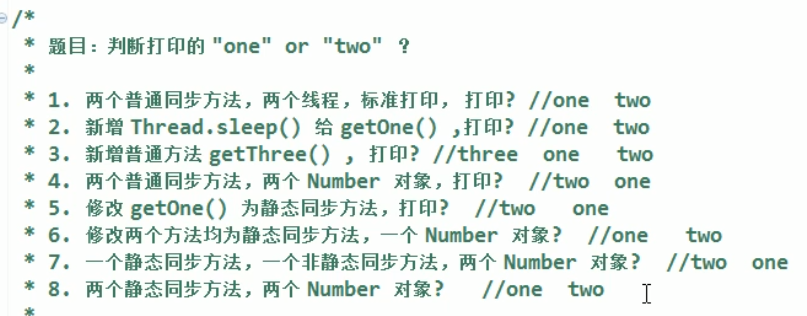 /*
* 题目：判断打印的 "one" or "two" ？
*
* 1. 两个普通同步方法，两个线程，标准打印， 打印? //one two
* 2. 新增 Thread.sleep() 给 getOne() ,打印? //one two
* 3. 新增普通方法 getThree() , 打印? //three one two
* 4. 两个普通同步方法，两个 Number 对象，打印? //two one
* 5. 修改 getOne() 为静态同步方法，打印? //two one
* 6. 修改两个方法均为静态同步方法，一个 Number 对象? //one two
* 7. 一个静态同步方法，一个非静态同步方法，两个 Number 对象? //two one
* 8. 两个静态同步方法，两个 Number 对象? //one two
*